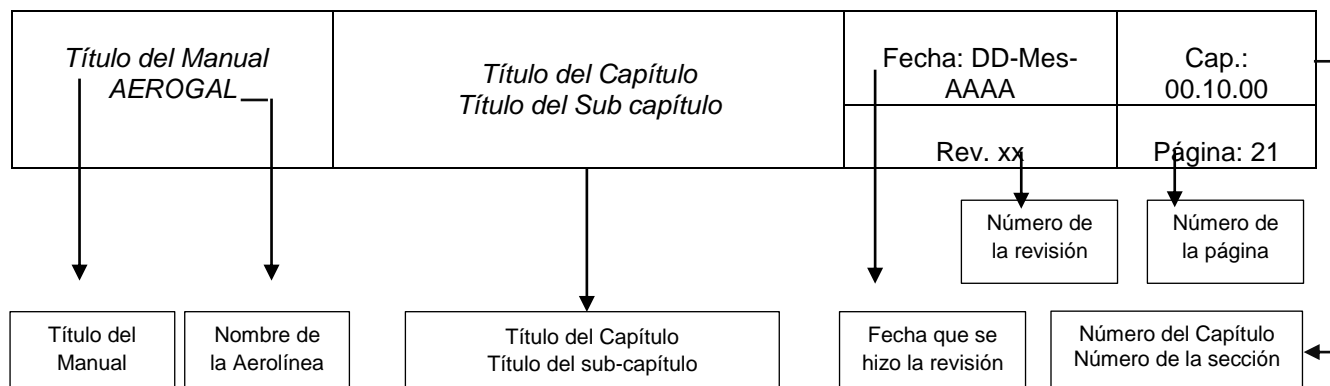 Título del Manual
AEROGAL
Título del Capítulo
Título del Sub capítulo
Fecha: DD-Mes-
AAAA
Cap.:
00.10.00
Rev. xx
Página: 21
Número de
la revisión
Número de
la página
Título del
Manual
Nombre de
la Aerolínea
Título del Capítulo
Título del sub-capítulo
Fecha que se
hizo la revisión
Número del Capítulo
Número de la sección